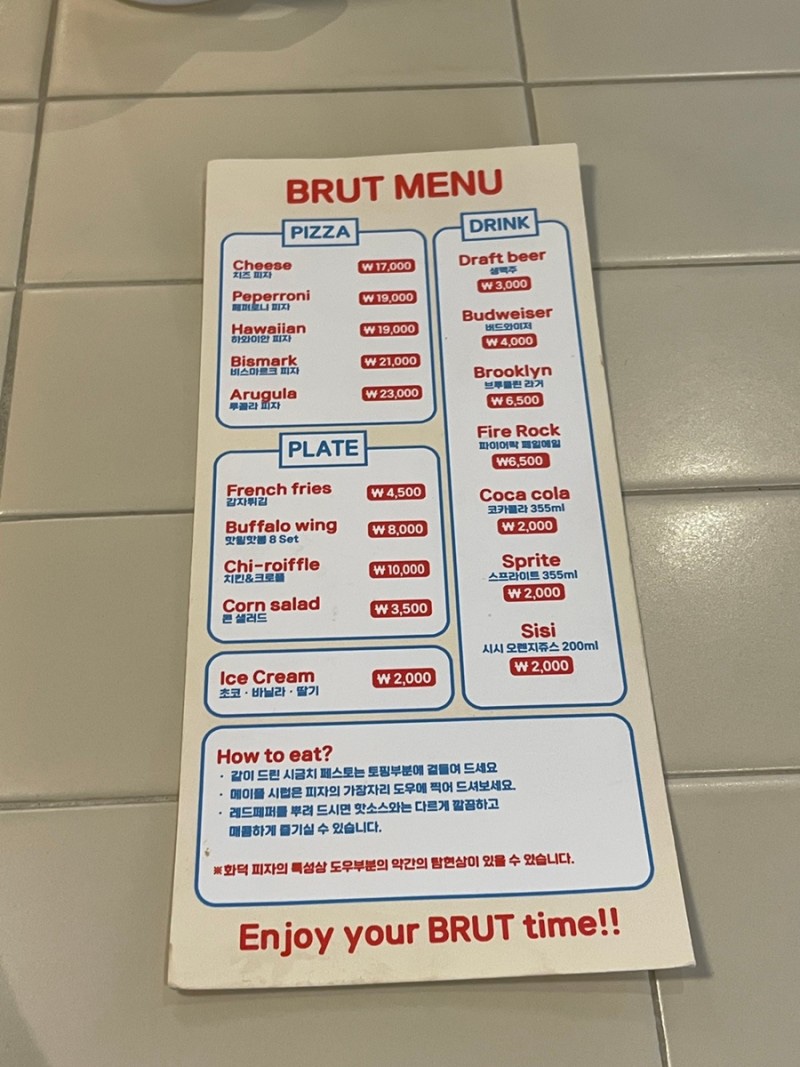 BRUT MENU
PIZZA
Cheese ₩17,000
치즈 피자
Peperroni ₩19,000
페퍼로니 피자
Hawaiian ₩19,000
하와이안 피자
Bismark ₩21,000
비스마르크 피자
Arugula ₩23,000
루꼴라 피자
PLATE
French fries ₩4,500
감자튀김
Buffalo wing ₩8,000
핫윙핫봉 8 Set
Chi-roiffle ₩10,000
치킨&크로플
Corn salad ₩3,500
콘 샐러드
Ice Cream ₩2,000
초코 · 바닐라 · 딸기
DRINK
Draft beer
생맥주
₩3,000
Budweiser
버드와이저
₩4,000
Brooklyn
브루클린 라거
₩6,500
Fire Rock
파이어락 페일에일
₩6,500
Coca cola
코카콜라 355ml
₩2,000
Sprite
스프라이트 355ml
₩2,000
Sisi
시시 오렌지쥬스 200ml
₩2,000
How to eat?
· 같이 드린 시금치 페스토는 토핑부분에 곁들여 드세요
· 메이플 시럽은 피자의 가장자리 도우에 찍어 드셔보세요.
· 레드페퍼를 뿌려 드시면 핫소스와는 다르게 깔끔하고
매콤하게 즐기실 수 있습니다.
※화덕 피자의 특성상 도우부분의 약간의 탐현상이 있을 수 있습니다.
Enjoy your BRUT time!!